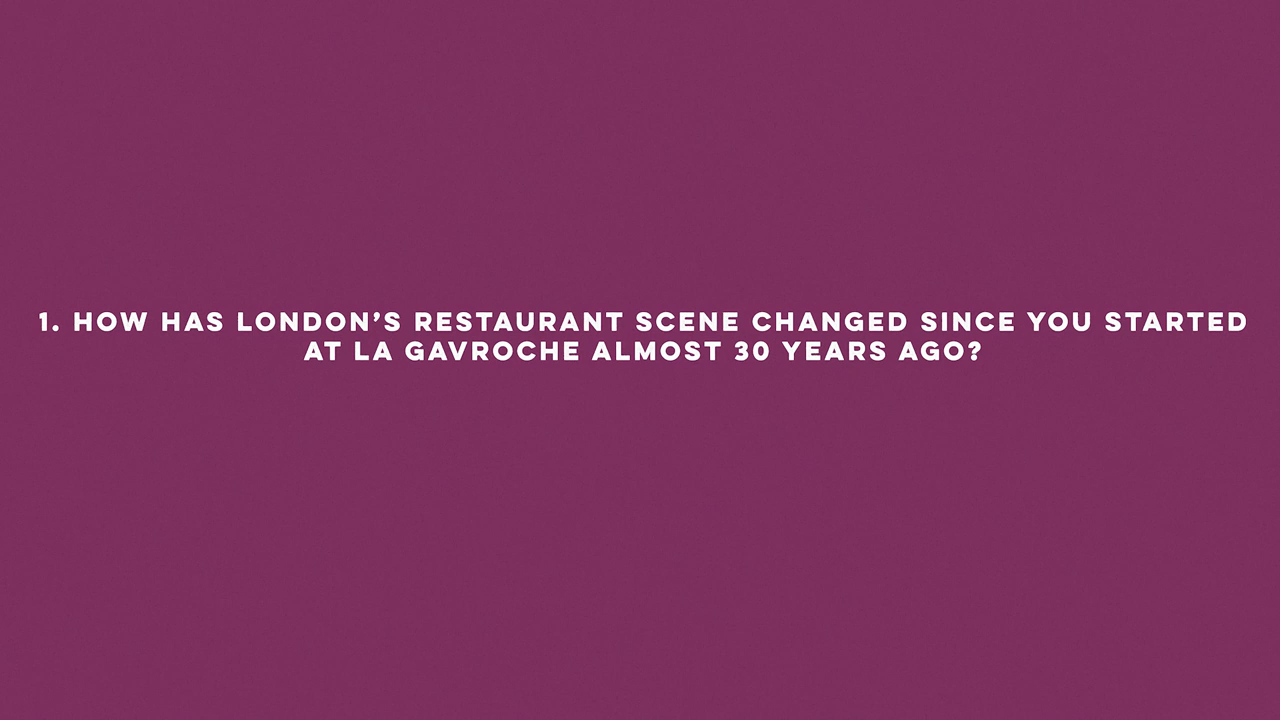 1. HOW HAS LONDON’S RESTAURANT SCENE CHANGED SINCE YOU STARTED
AT LA GAVROCHE ALMOST 30 YEARS AGO?